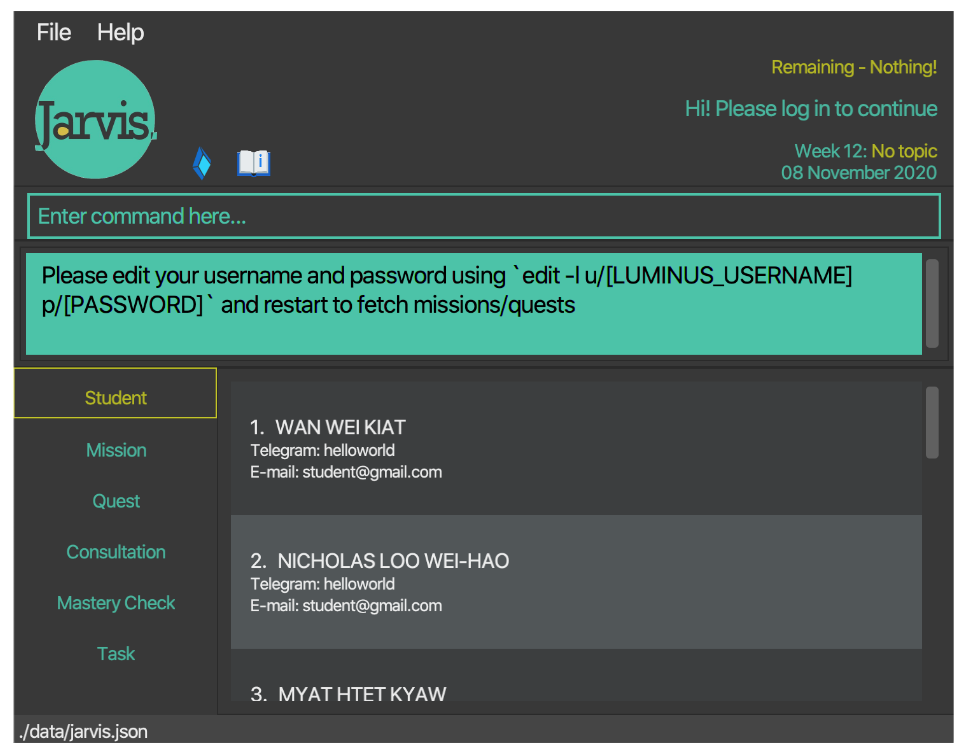 File Help
Remaining - Nothing!
Jarvis.
Hi! Please log in to continue
Week 12: No topic
08 November 2020
Enter command here...
Please edit your username and password using `edit -l u/[LUMINUS_USERNAME]
p/[PASSWORD]` and restart to fetch missions/quests
Student
Mission
Quest
Consultation
Mastery Check
Task
1. WAN WEI KIAT
Telegram: helloworld
E-mail: student@gmail.com
2. NICHOLAS LOO WEI-HAO
Telegram: helloworld
E-mail: student@gmail.com
3. MYAT HTET KYAW
./data/jarvis.json